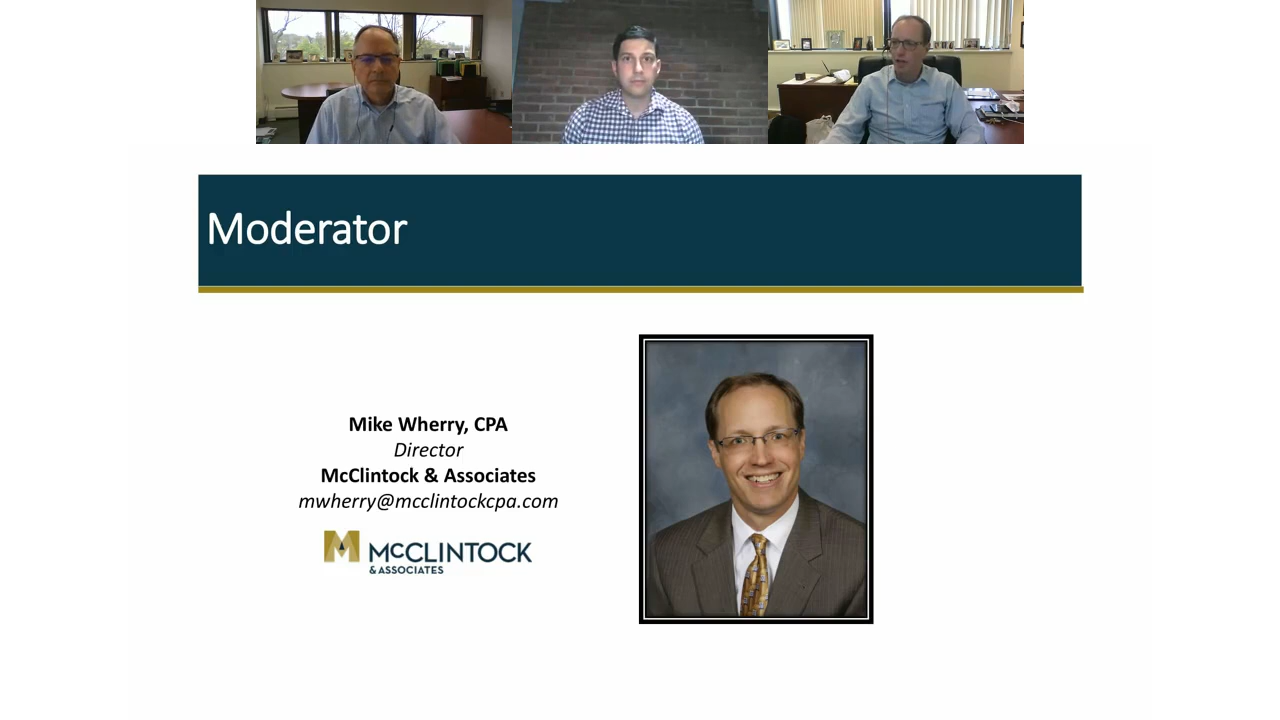 Moderator
Mike Wherry, CPA
Director
McClintock & Associates
mwherry@mcclintockcpa.com
McCLINTOCK
& ASSOCIATES